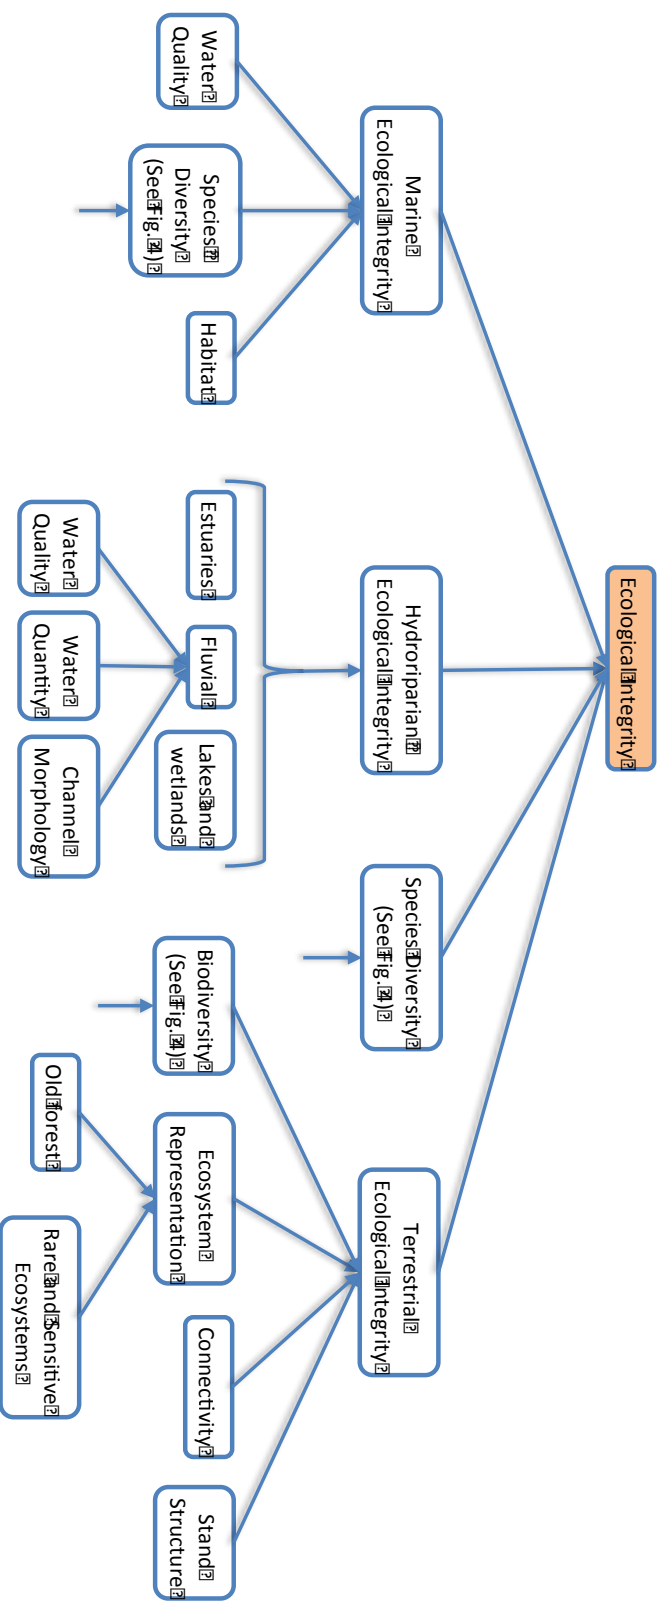 Ecological Integrity
Marine
Ecological Integrity
Hydroriparian
Ecological Integrity
Species Diversity
(See Fig. 4)
Terrestrial
Ecological Integrity
Water
Quality
Species
Diversity
(See Fig. 4)
Habitat
Estuaries
Fluvial
Lakes and
wetlands
Biodiversity
(See Fig. 4)
Ecosystem
Representation
Connectivity
Stand
Structure
Water
Quality
Water
Quantity
Channel
Morphology
Old forest
Rare and Sensitive
Ecosystems